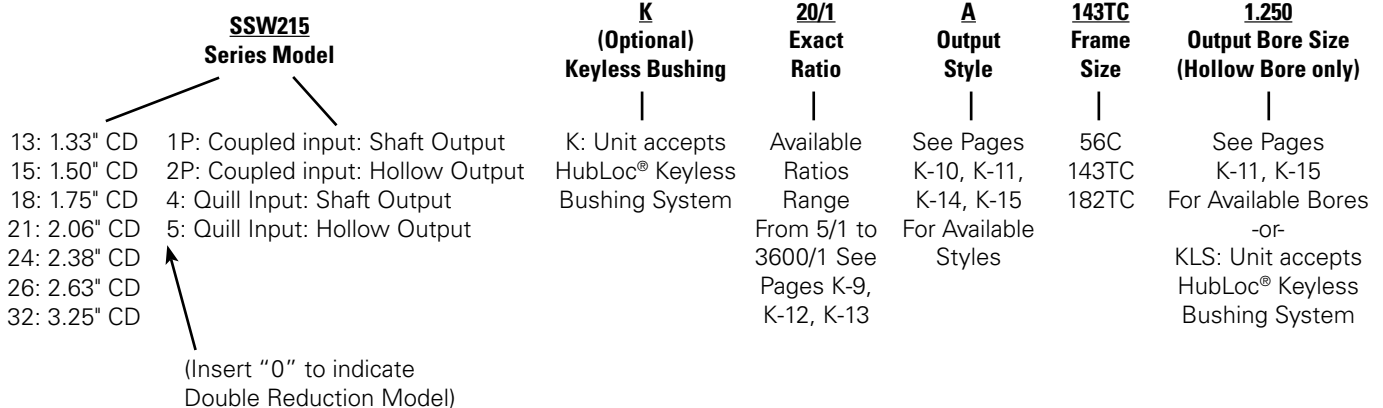 SSW215
Series Model
13: 1.33" CD
15: 1.50" CD
18: 1.75" CD
21: 2.06" CD
24: 2.38" CD
26: 2.63" CD
32: 3.25" CD
1P: Coupled input: Shaft Output
2P: Coupled input: Hollow Output
4: Quill Input: Shaft Output
5: Quill Input: Hollow Output
(Insert “0” to indicate
Double Reduction Model)
K
(Optional)
Keyless Bushing
K: Unit accepts
HubLoc® Keyless
Bushing System
20/1
Exact
Ratio
Available
Ratios
Range
From 5/1 to
3600/1 See
Pages K-9,
K-12, K-13
A
Output
Style
See Pages
K-10, K-11,
K-14, K-15
For Available
Styles
143TC
Frame
Size
56C
143TC
182TC
1.250
Output Bore Size
(Hollow Bore only)
See Pages
K-11, K-15
For Available Bores
-or-
KLS: Unit accepts
HubLoc® Keyless
Bushing System